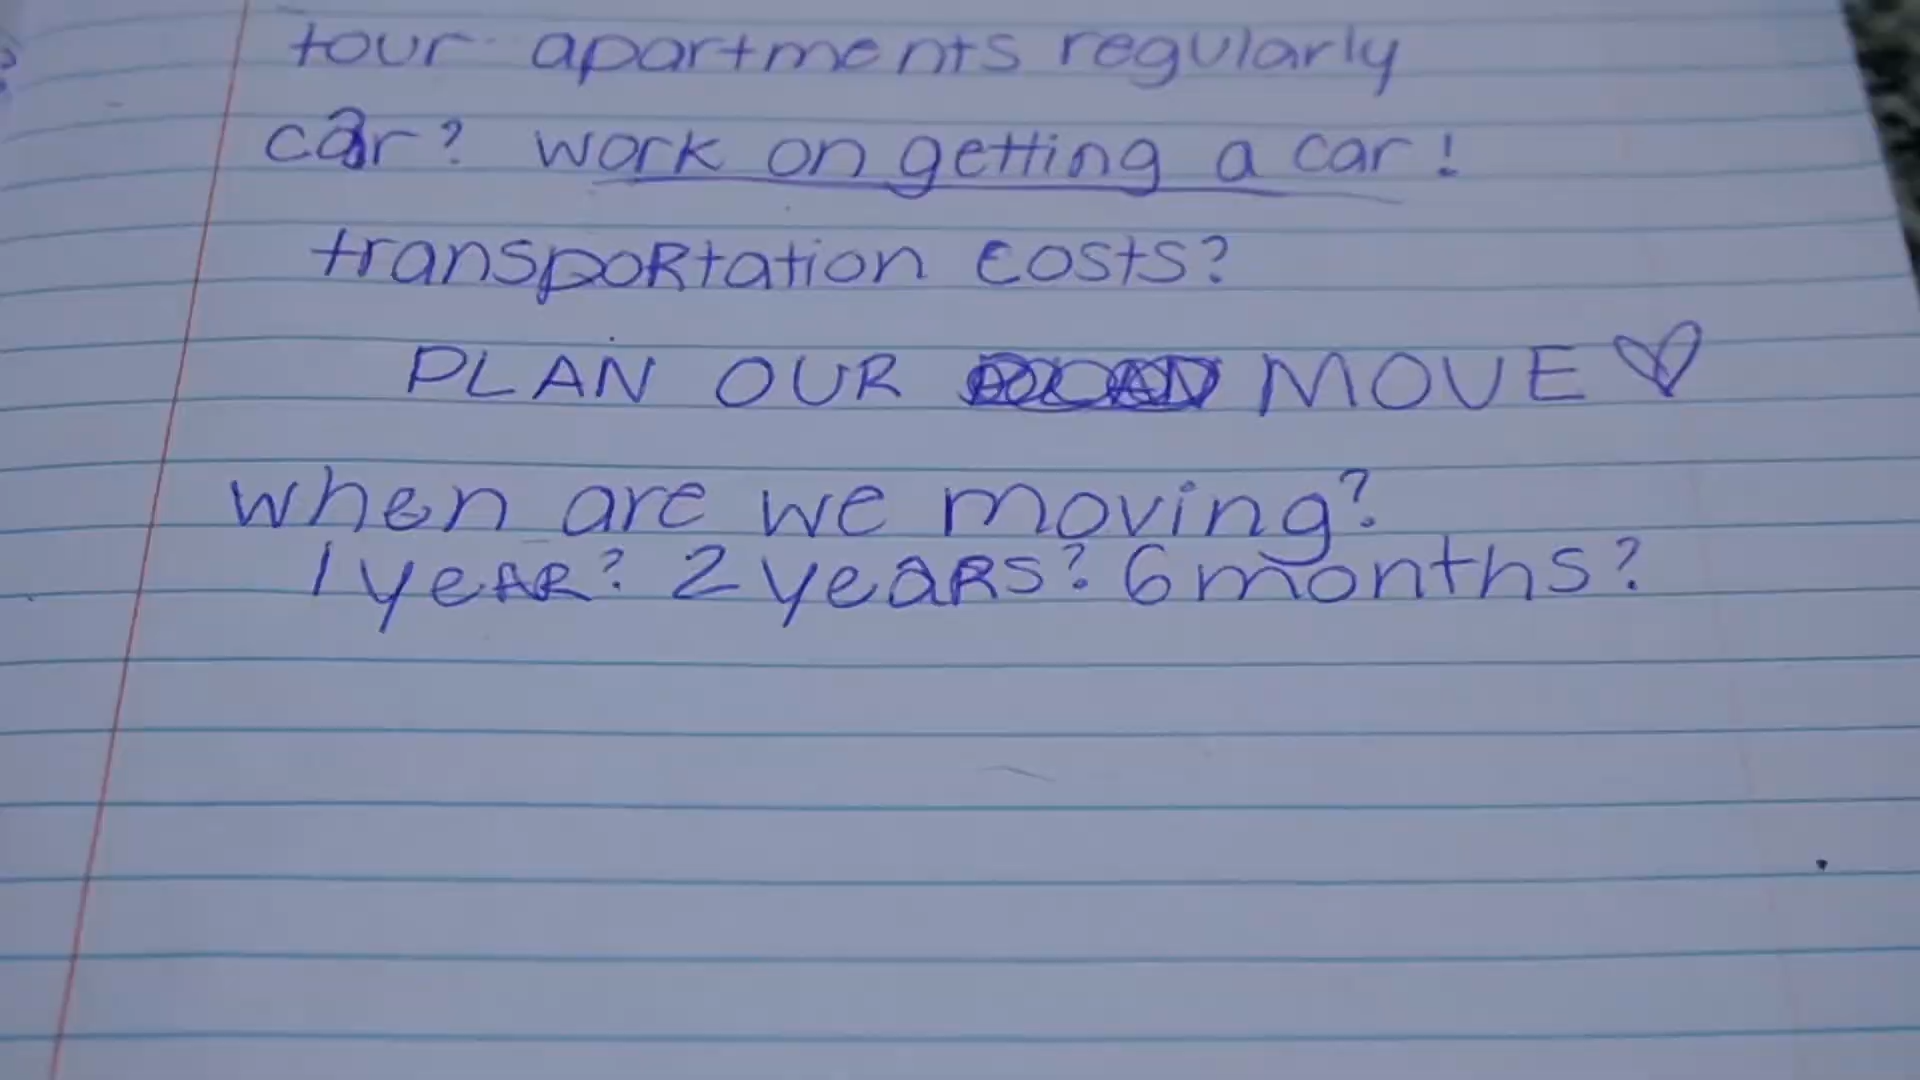 tour apartments regularly
car? work on getting a car!
transpoRtation costs?
PLAN OUR MOVE
when are we moving?
1 yeAR? 2 yeaRS? 6 months?